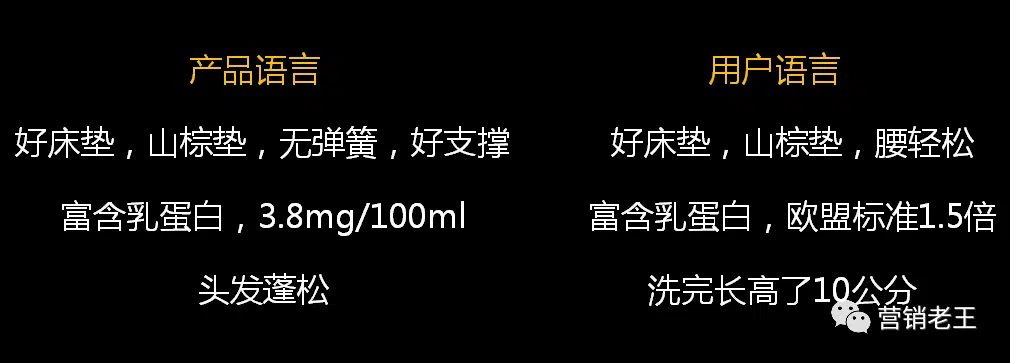 产品语言
好床垫，山棕垫，无弹簧，好支撑
富含乳蛋白，3.8mg/100ml
头发蓬松
用户语言
好床垫，山棕垫，腰轻松
富含乳蛋白，欧盟标准1.5倍
洗完长高了10公分
营销老王